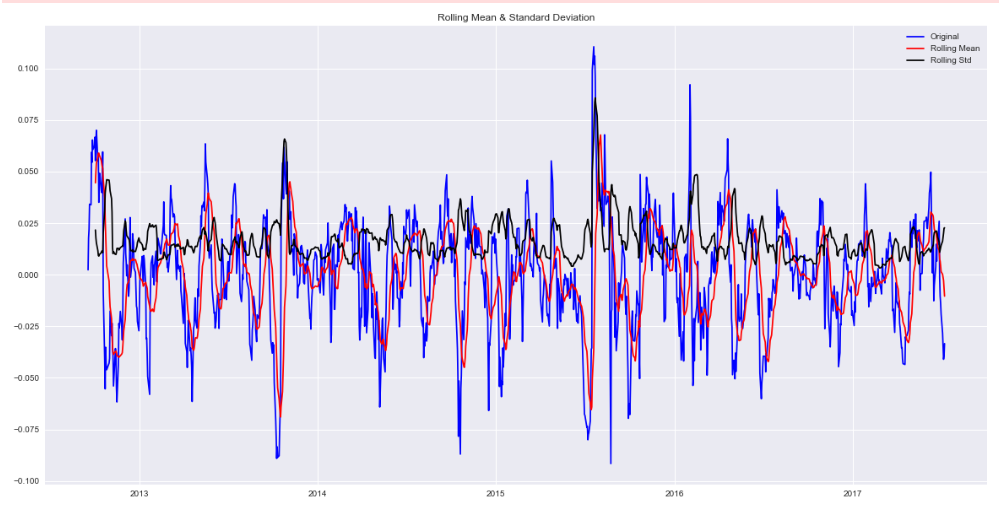 Rolling Mean & Standard Deviation
Original
Rolling Mean
Rolling Std
0.100
0.075
0.050
0.025
0.000
−0.025
−0.050
−0.075
−0.100
2013 2014 2015 2016 2017